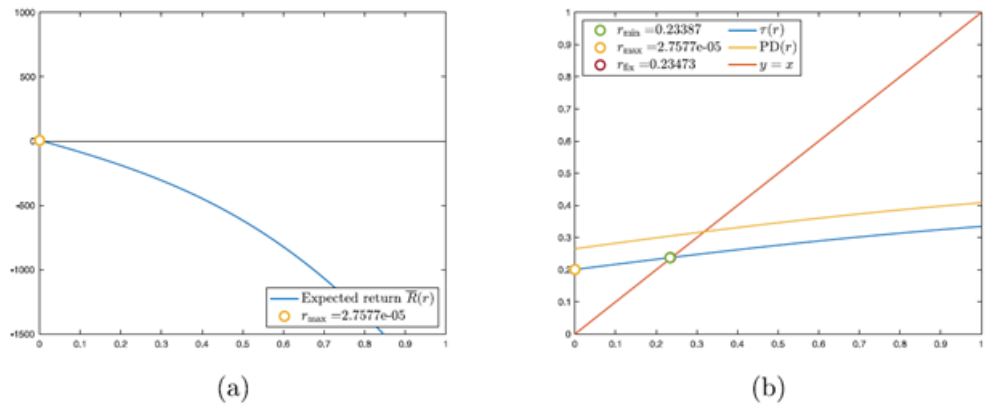 1000
500
0
-500
-1000
-1500
0 0.1 0.2 0.3 0.4 0.5 0.6 0.7 0.8 0.9 1
Expected return R̅(r)
r_max =2.7577e-05
(a)
1
0.9
0.8
0.7
0.6
0.5
0.4
0.3
0.2
0.1
0
0 0.1 0.2 0.3 0.4 0.5 0.6 0.7 0.8 0.9 1
r_min =0.23387 τ(r)
r_max =2.7577e-05 PD(r)
r_fix =0.23473 y = x
(b)